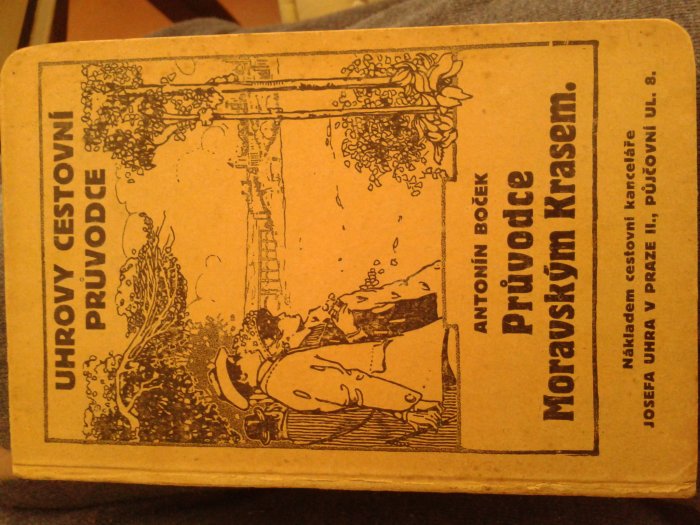 UHROVY CESTOVNÍ
PRŮVODCE
ANTONÍN BOČEK
Průvodce
Moravským Krasem.
Nákladem cestovní kanceláře
JOSEFA UHRA V PRAZE II., PŮJČOVNÍ UL. 8.